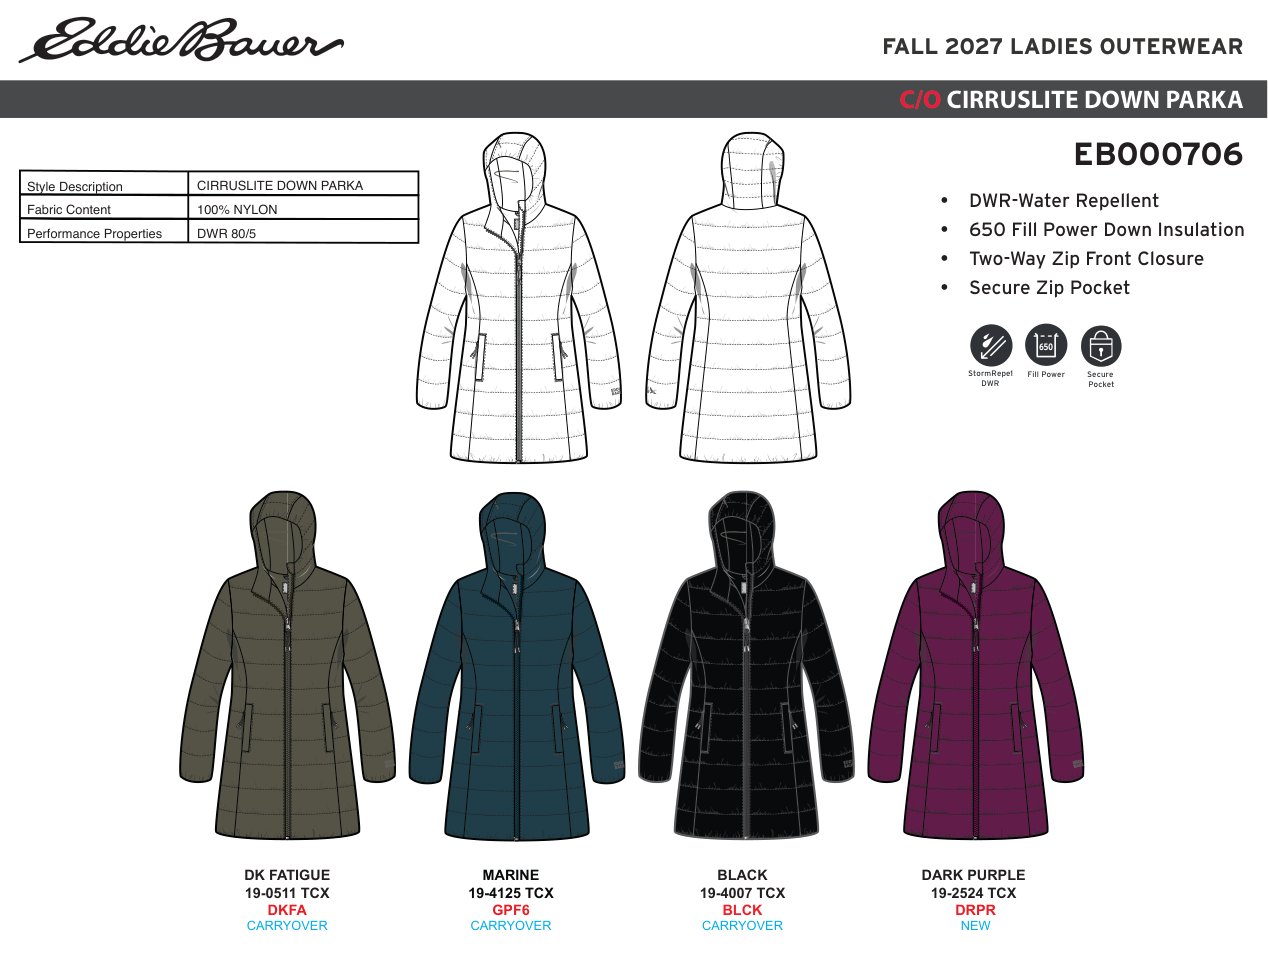 Eddie Bauer
FALL 2027 LADIES OUTERWEAR
C/O CIRRUSLITE DOWN PARKA
EB000706
Style Description CIRRUSLITE DOWN PARKA
Fabric Content 100% NYLON
Performance Properties DWR 80/5
• DWR-Water Repellent
• 650 Fill Power Down Insulation
• Two-Way Zip Front Closure
• Secure Zip Pocket
650
StormRepel Fill Power Secure
DWR Pocket
DK FATIGUE MARINE BLACK DARK PURPLE
19-0511 TCX 19-4125 TCX 19-4007 TCX 19-2524 TCX
DKFA GPF6 BLCK DRPR
CARRYOVER CARRYOVER CARRYOVER NEW